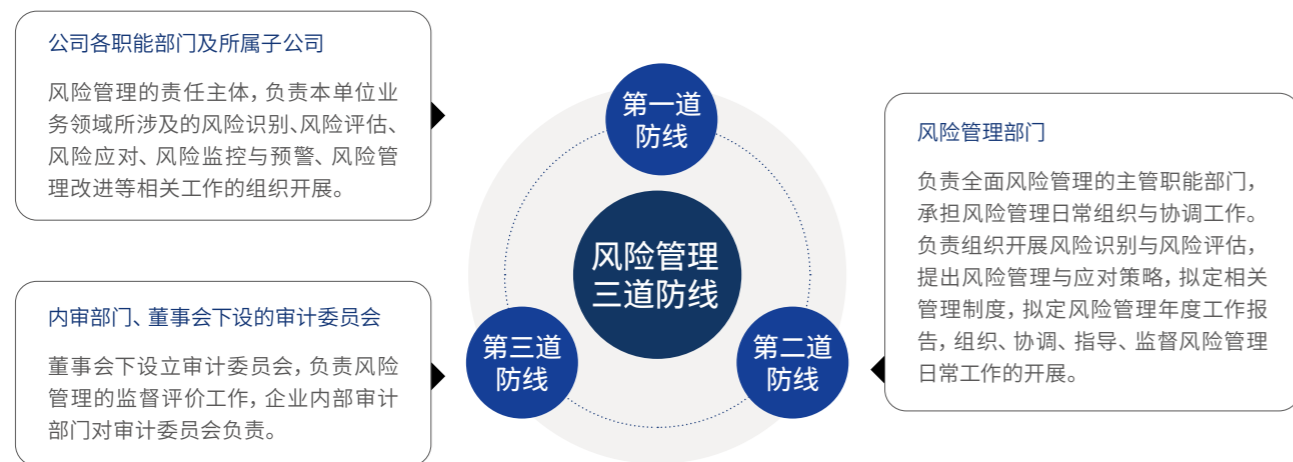 公司各职能部门及所属子公司
风险管理的责任主体，负责本单位业
务领域所涉及的风险识别、风险评估、
风险应对、风险监控与预警、风险管
理改进等相关工作的组织开展。
第一道
防线
风险管理部门
负责全面风险管理的主管职能部门，
承担风险管理日常组织与协调工作。
负责组织开展风险识别与风险评估，
提出风险管理与应对策略，拟定相关
管理制度，拟定风险管理年度工作报
告，组织、协调、指导、监督风险管理
日常工作的开展。
风险管理
三道防线
内审部门、董事会下设的审计委员会
董事会下设立审计委员会，负责风险
管理的监督评价工作，企业内部审计
部门对审计委员会负责。
第三道
防线
第二道
防线